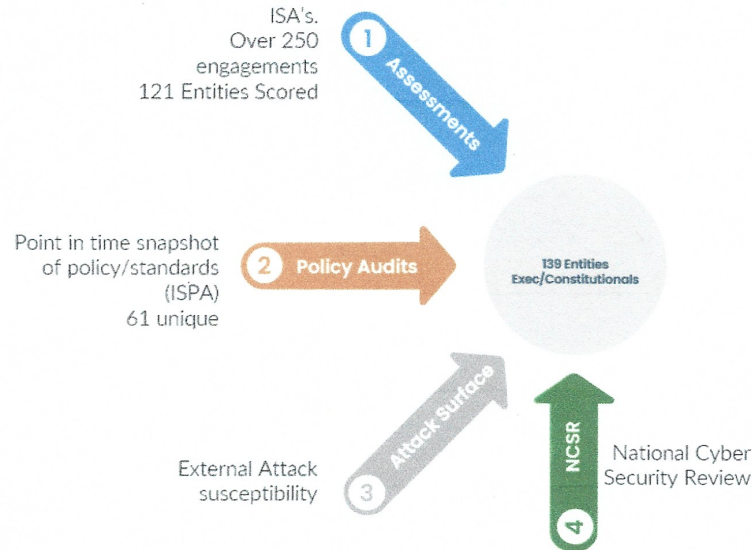 ISA's.
Over 250
engagements
121 Entities Scored
1
Assessments
Point in time snapshot
of policy/standards
(ISPA)
61 unique
2
Policy Audits
139 Entities
Exec/Constitutionals
External Attack
susceptibility
3
Attack Surface
NCSR
4
National Cyber
Security Review